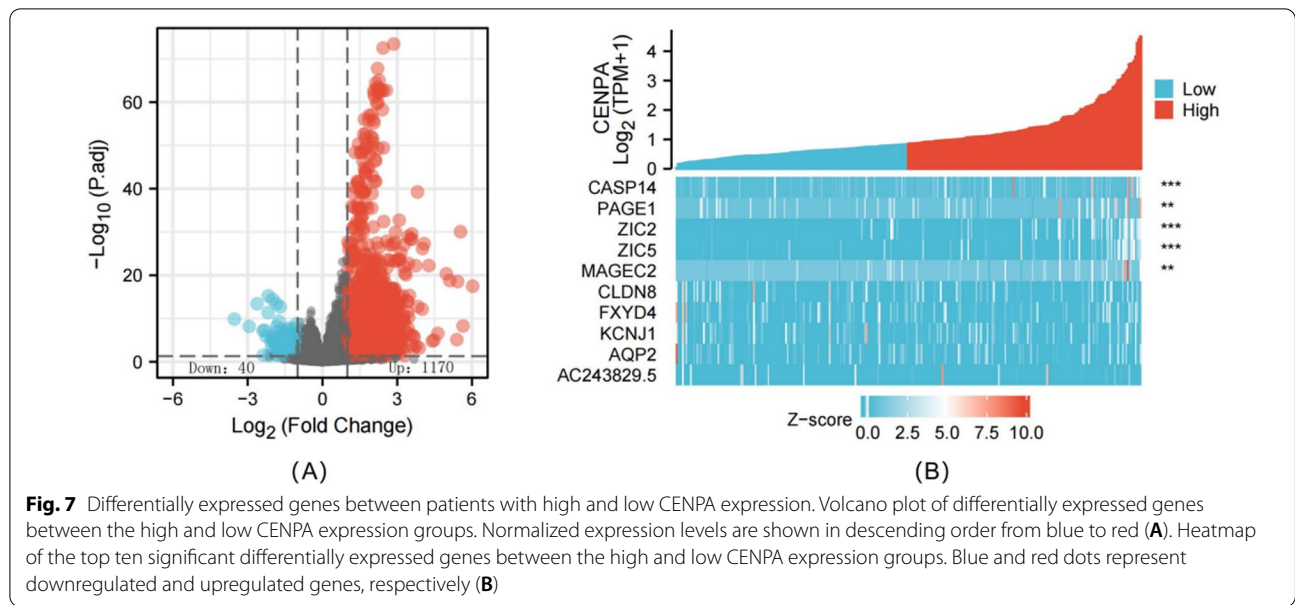 60
40
20
0
−Log10 (P.adj)
Down: 40
Up: 1170
−6
−3
0
3
6
Log2 (Fold Change)
(A)
CENPA
Log2 (TPM+1)
4
3
2
1
0
Low
High
CASP14 ***
PAGE1 **
ZIC2 ***
ZIC5 ***
MAGEC2 **
CLDN8
FXYD4
KCNJ1
AQP2
AC243829.5
Z−score
0.0 2.5 5.0 7.5 10.0
(B)
Fig. 7 Differentially expressed genes between patients with high and low CENPA expression. Volcano plot of differentially expressed genes
between the high and low CENPA expression groups. Normalized expression levels are shown in descending order from blue to red (A). Heatmap
of the top ten significant differentially expressed genes between the high and low CENPA expression groups. Blue and red dots represent
downregulated and upregulated genes, respectively (B)